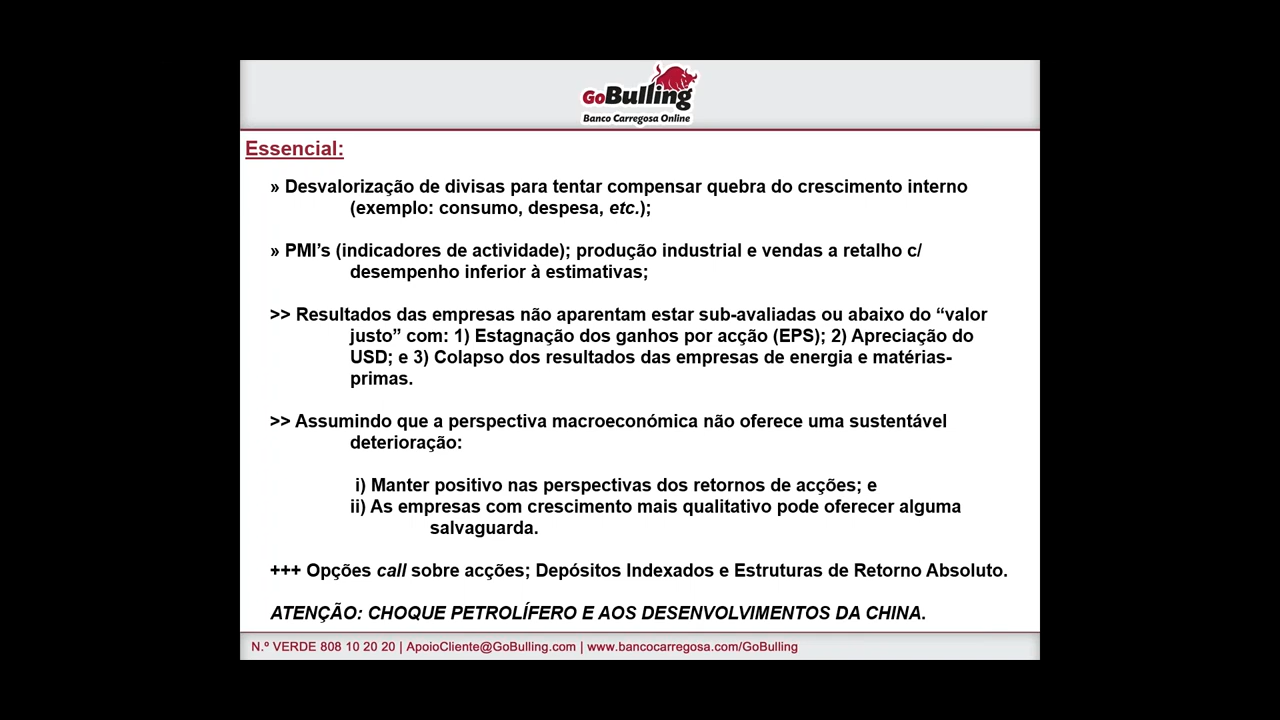 GoBulling
Banco Carregosa Online
Essencial:
» Desvalorização de divisas para tentar compensar quebra do crescimento interno
(exemplo: consumo, despesa, etc.);
» PMI’s (indicadores de actividade); produção industrial e vendas a retalho c/
desempenho inferior à estimativas;
>> Resultados das empresas não aparentam estar sub-avaliadas ou abaixo do “valor
justo” com: 1) Estagnação dos ganhos por acção (EPS); 2) Apreciação do
USD; e 3) Colapso dos resultados das empresas de energia e matérias-
primas.
>> Assumindo que a perspectiva macroeconómica não oferece uma sustentável
deterioração:
i) Manter positivo nas perspectivas dos retornos de acções; e
ii) As empresas com crescimento mais qualitativo pode oferecer alguma
salvaguarda.
+++ Opções call sobre acções; Depósitos Indexados e Estruturas de Retorno Absoluto.
ATENÇÃO: CHOQUE PETROLÍFERO E AOS DESENVOLVIMENTOS DA CHINA.
N.º VERDE 808 10 20 20 | ApoioCliente@GoBulling.com | www.bancocarregosa.com/GoBulling